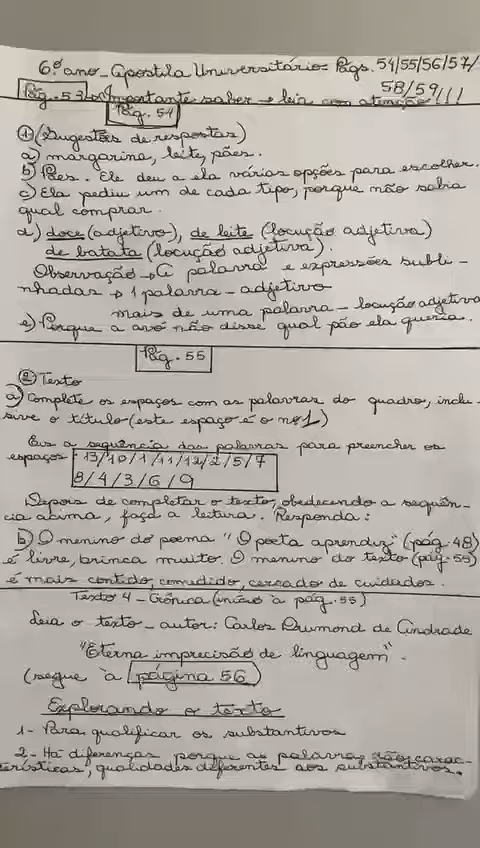 6º ano - Apostila Universitário= Págs. 54/55/56/57/
58/59/!!!
Pág. 53 → Importante saber → leia com atenção!!!
Pág. 54
① (Sugestões de respostas)
a) margarina, leite, pães.
b) Pães. Ele deu a ela várias opções para escolher.
c) Ela pediu um de cada tipo, porque não sabia
qual comprar.
d) doce (adjetivo), de leite (locução adjetiva)
de batata (locução adjetiva).
Observação → A palavra e expressões subli-
nhadas → 1 palavra - adjetivo
mais de uma palavra - locução adjetiva
e) Porque a avó não disse qual pão ela queria.
Pág. 55
② Texto
a) Complete os espaços com as palavras do quadro, inclu-
sive o título (este espaço é o nº 1)
Eis a sequência das palavras para preencher os
espaços: 13/10/1/11/12/2/5/7
8/4/3/6/9
Depois de completar o texto, obedecendo a sequên-
cia acima, faça a leitura. Responda:
b) O menino do poema "O poeta aprendiz" (pág. 48)
é livre, brinca muito. O menino do texto (pág. 55)
é mais contido, comedido, cercado de cuidados.
Texto 4 - Crônica (início à pág. 55)
Leia o texto - autor: Carlos Drumond de Andrade
"Eterna imprecisão de linguagem".
(segue à página 56)
Explorando o texto
1- Para qualificar os substantivos
2- Há diferenças porque as palavras são carac-
terísticas, qualidades diferentes aos substantivos.